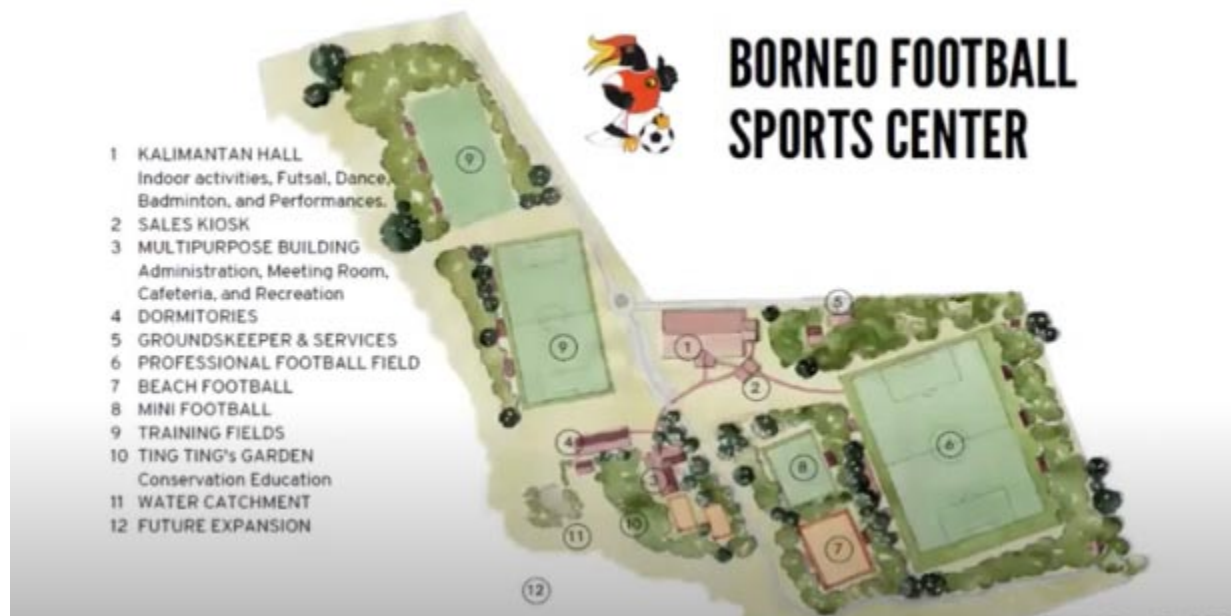 BORNEO FOOTBALL
SPORTS CENTER
1 KALIMANTAN HALL
Indoor activities, Futsal, Dance,
Badminton, and Performances.
2 SALES KIOSK
3 MULTIPURPOSE BUILDING
Administration, Meeting Room,
Cafeteria, and Recreation
4 DORMITORIES
5 GROUNDSKEEPER & SERVICES
6 PROFESSIONAL FOOTBALL FIELD
7 BEACH FOOTBALL
8 MINI FOOTBALL
9 TRAINING FIELDS
10 TING TING's GARDEN
Conservation Education
11 WATER CATCHMENT
12 FUTURE EXPANSION
9
5
9
1
2
4
6
8
3
10
11
7
12